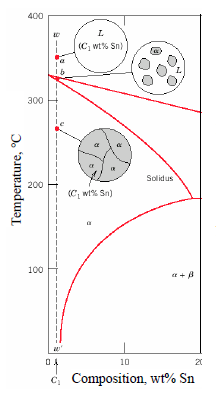 400
w
L
(C₁ wt% Sn)
a
α
L
b
300
c
α α
α α
200
(C₁ wt% Sn)
Solidus
α
100
α + β
w'
0 10 20
C₁
Temperature, °C
Composition, wt% Sn